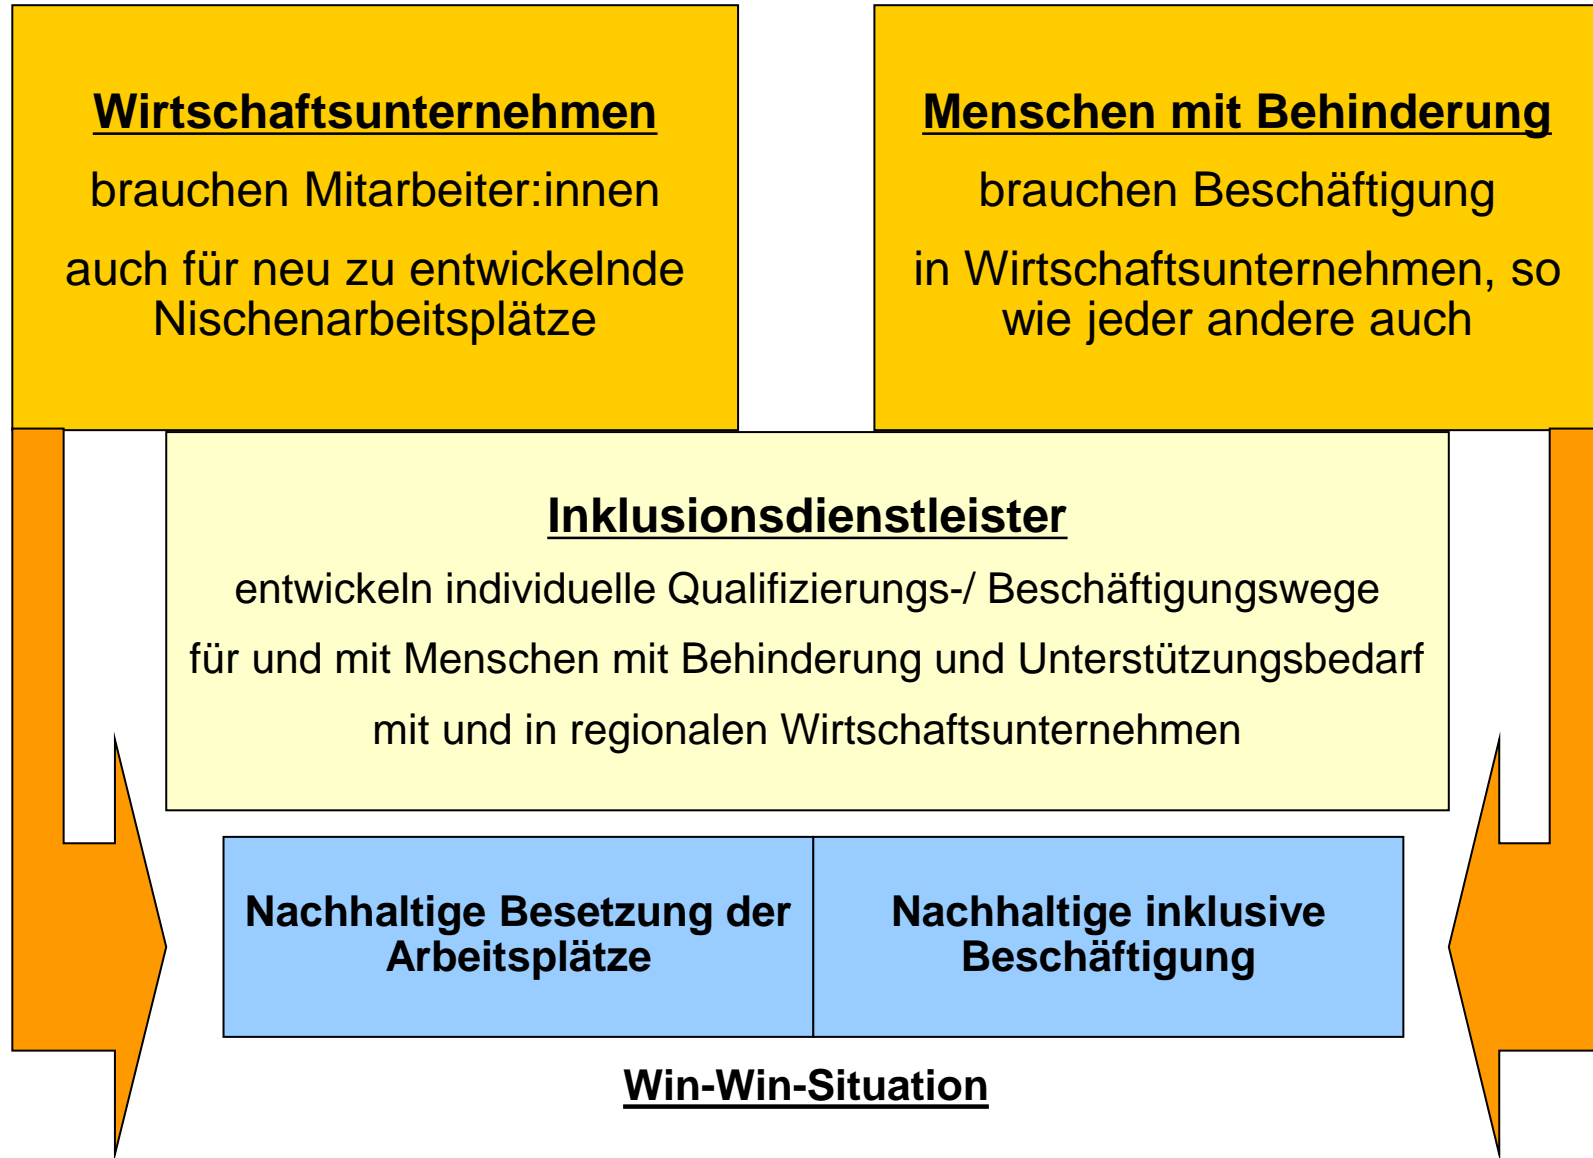 Wirtschaftsunternehmen
brauchen Mitarbeiter:innen
auch für neu zu entwickelnde
Nischenarbeitsplätze
Menschen mit Behinderung
brauchen Beschäftigung
in Wirtschaftsunternehmen, so
wie jeder andere auch
Inklusionsdienstleister
entwickeln individuelle Qualifizierungs-/ Beschäftigungswege
für und mit Menschen mit Behinderung und Unterstützungsbedarf
mit und in regionalen Wirtschaftsunternehmen
Nachhaltige Besetzung der
Arbeitsplätze
Nachhaltige inklusive
Beschäftigung
Win-Win-Situation